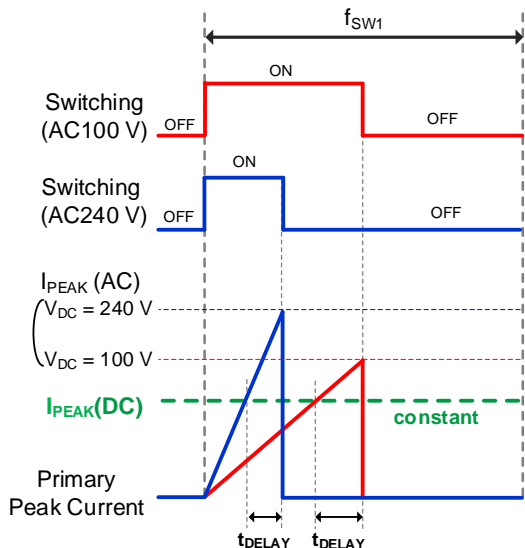 fSW1
ON
Switching
(AC100 V)
OFF
OFF
ON
Switching
(AC240 V)
OFF
OFF
IPEAK (AC)
VDC = 240 V
VDC = 100 V
IPEAK(DC)
constant
Primary
Peak Current
tDELAY
tDELAY